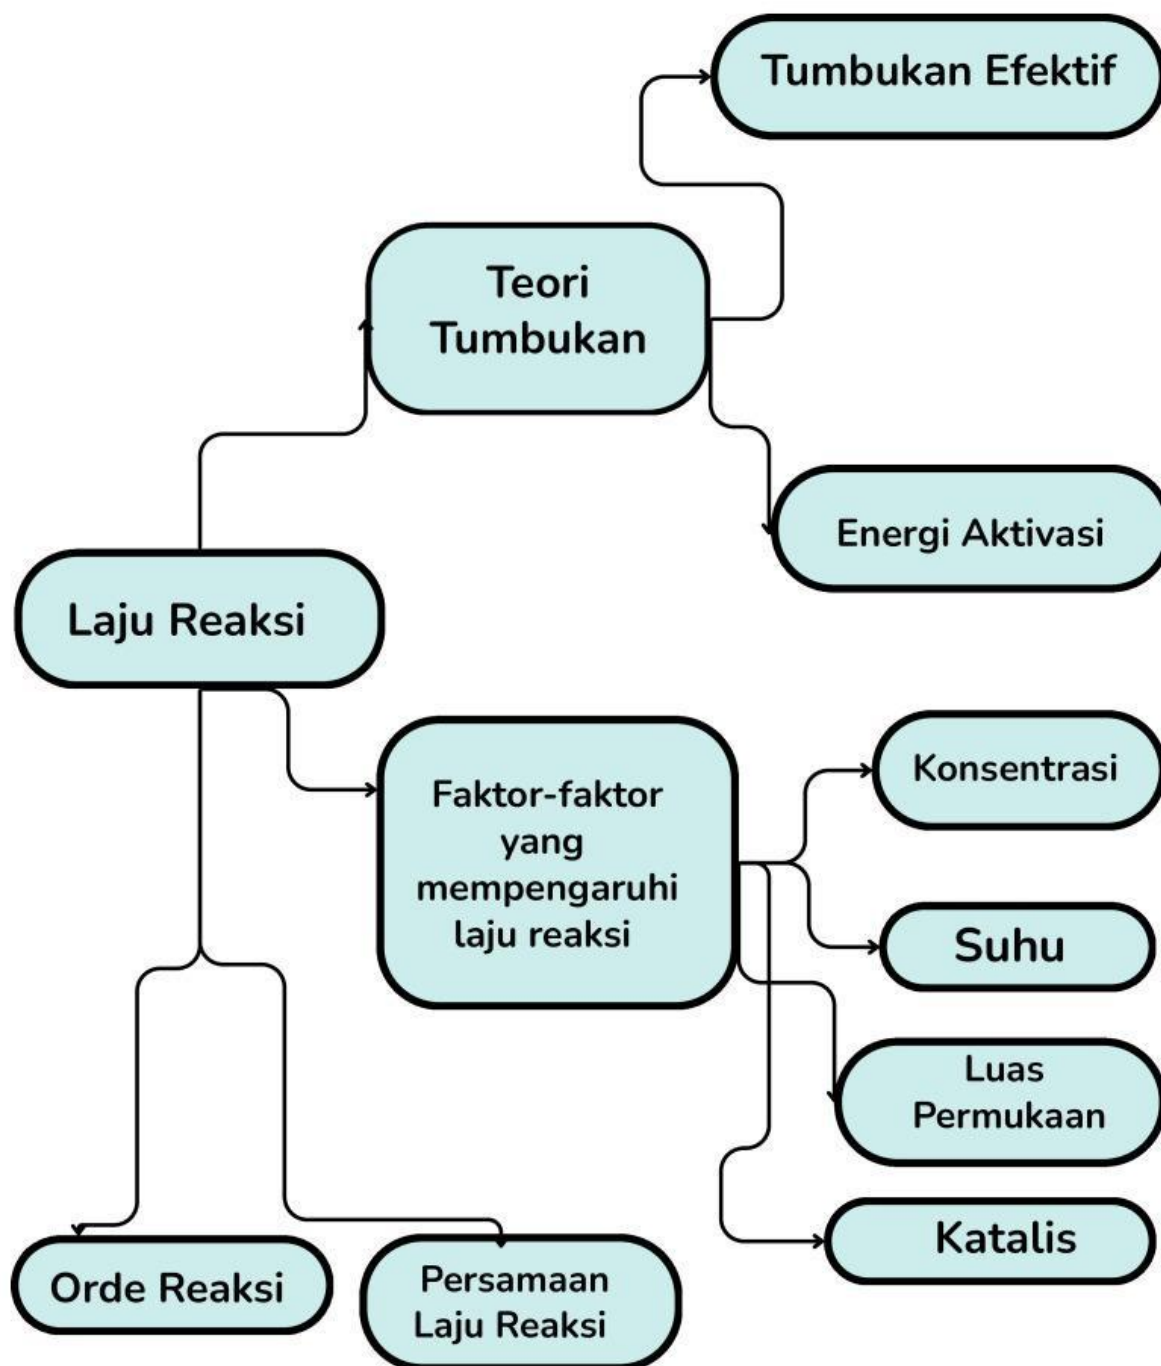 Tumbukan Efektif
Teori
Tumbukan
Energi Aktivasi
Laju Reaksi
Faktor-faktor
yang
mempengaruhi
laju reaksi
Konsentrasi
Suhu
Luas
Permukaan
Katalis
Orde Reaksi
Persamaan
Laju Reaksi